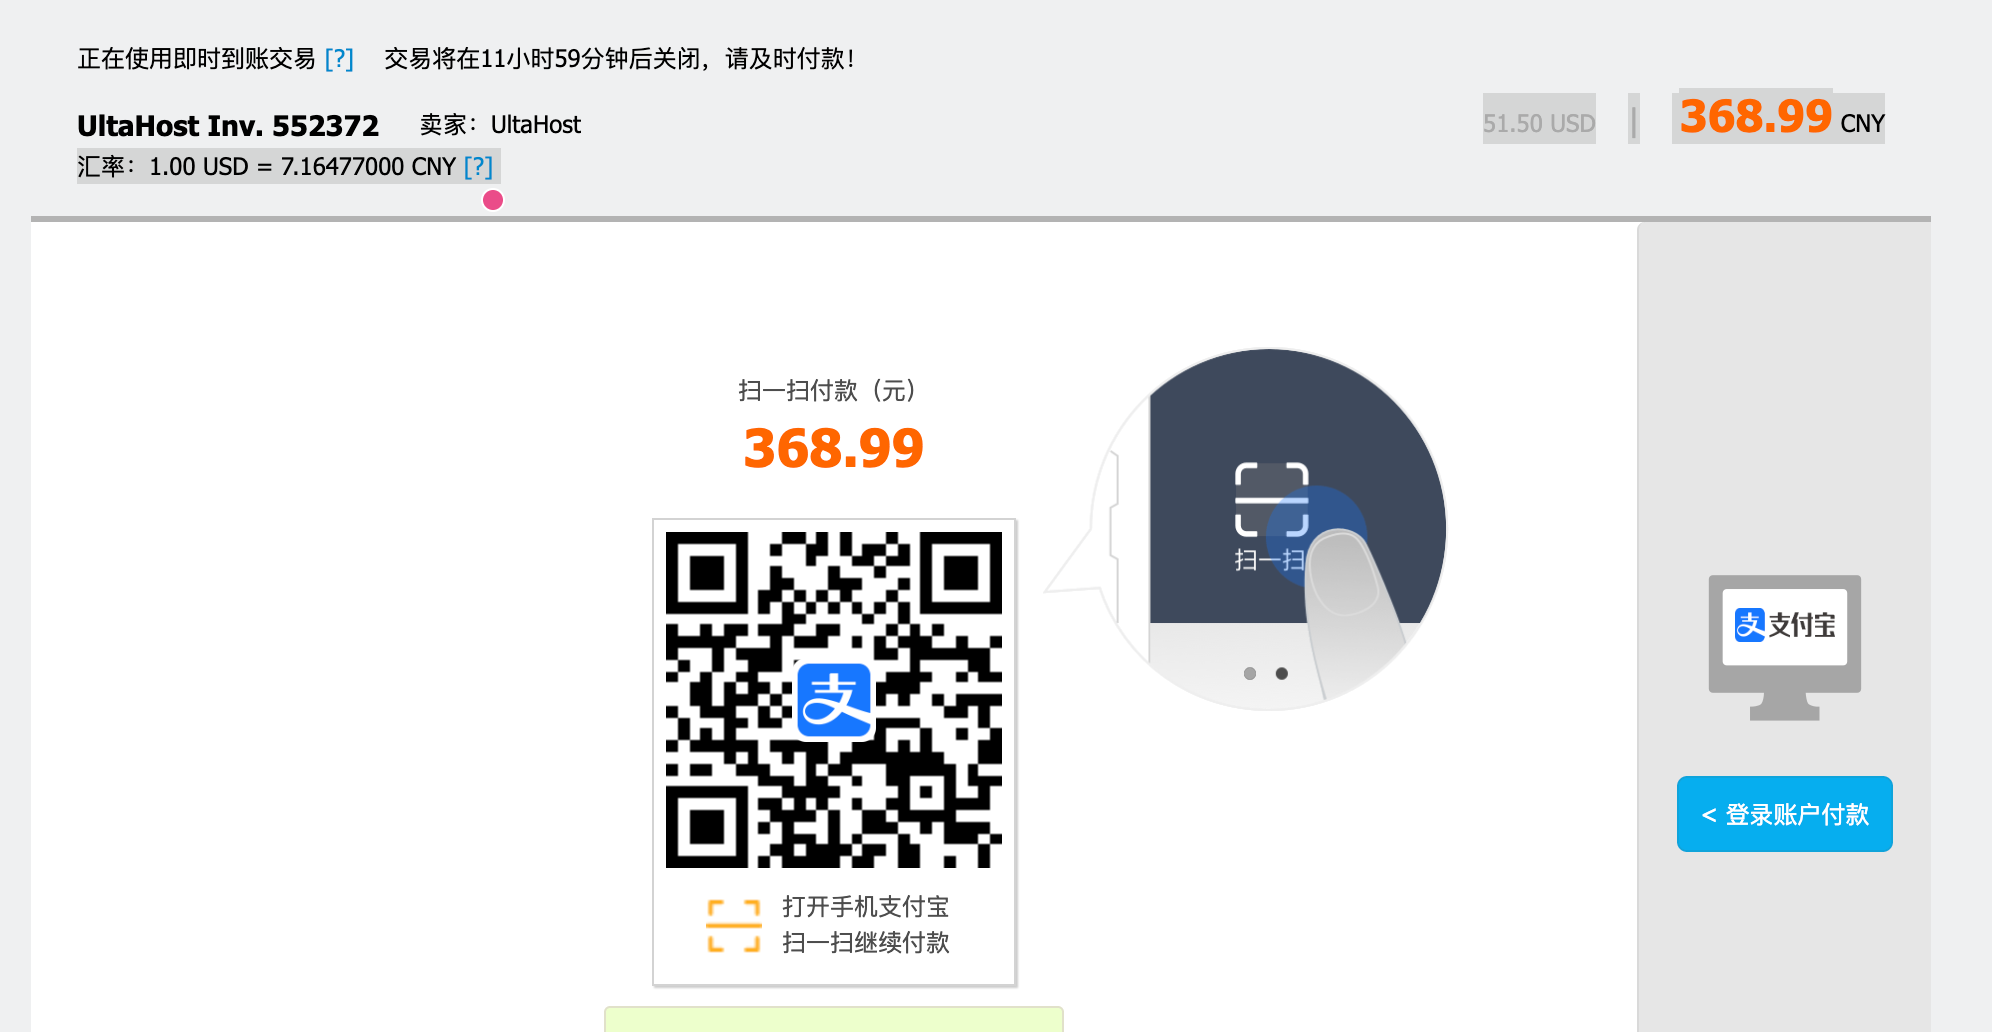 正在使用即时到账交易 [?] 交易将在11小时59分钟后关闭，请及时付款！
UltaHost Inv. 552372 卖家：UltaHost
51.50 USD | 368.99 CNY
汇率：1.00 USD = 7.16477000 CNY [?]
扫一扫付款（元）
368.99
扫一扫
支
支付宝
支
< 登录账户付款
打开手机支付宝
扫一扫继续付款